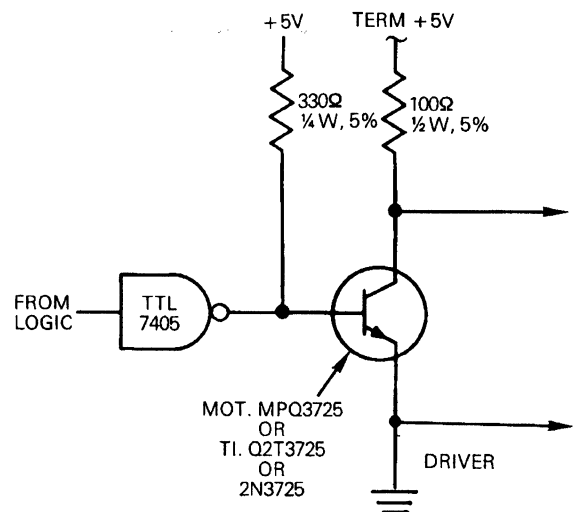 +5V
TERM +5V
330Ω
¼ W, 5%
100Ω
½ W, 5%
FROM
LOGIC
TTL
7405
MOT. MPQ3725
OR
TI. Q2T3725
OR
2N3725
DRIVER